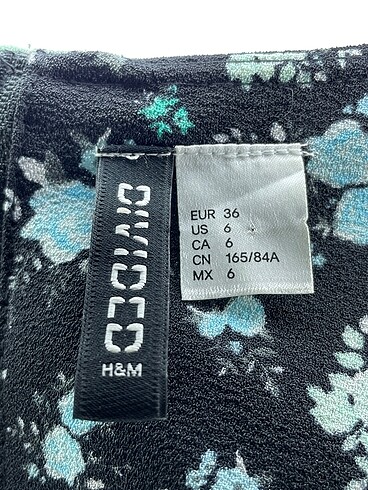 DIVIDED
H&M
EUR 36
US 6
CA 6
CN 165/84A
MX 6